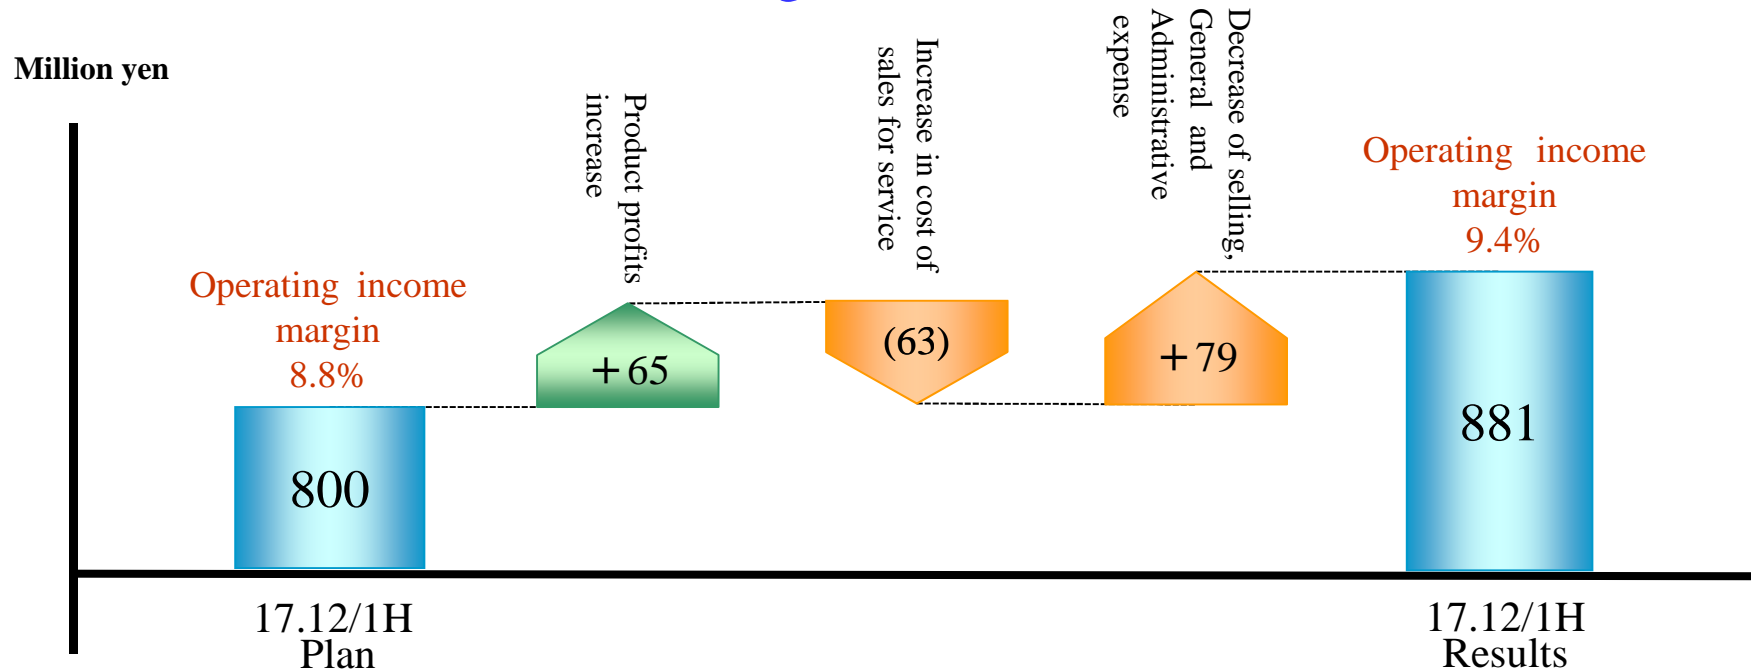 Million yen
Operating income
margin
8.8%
800
17.12/1H
Plan
Product profits
increase
+65
Increase in cost of
sales for service
(63)
Decrease of selling,
General and
Administrative
expense
+79
Operating income
margin
9.4%
881
17.12/1H
Results